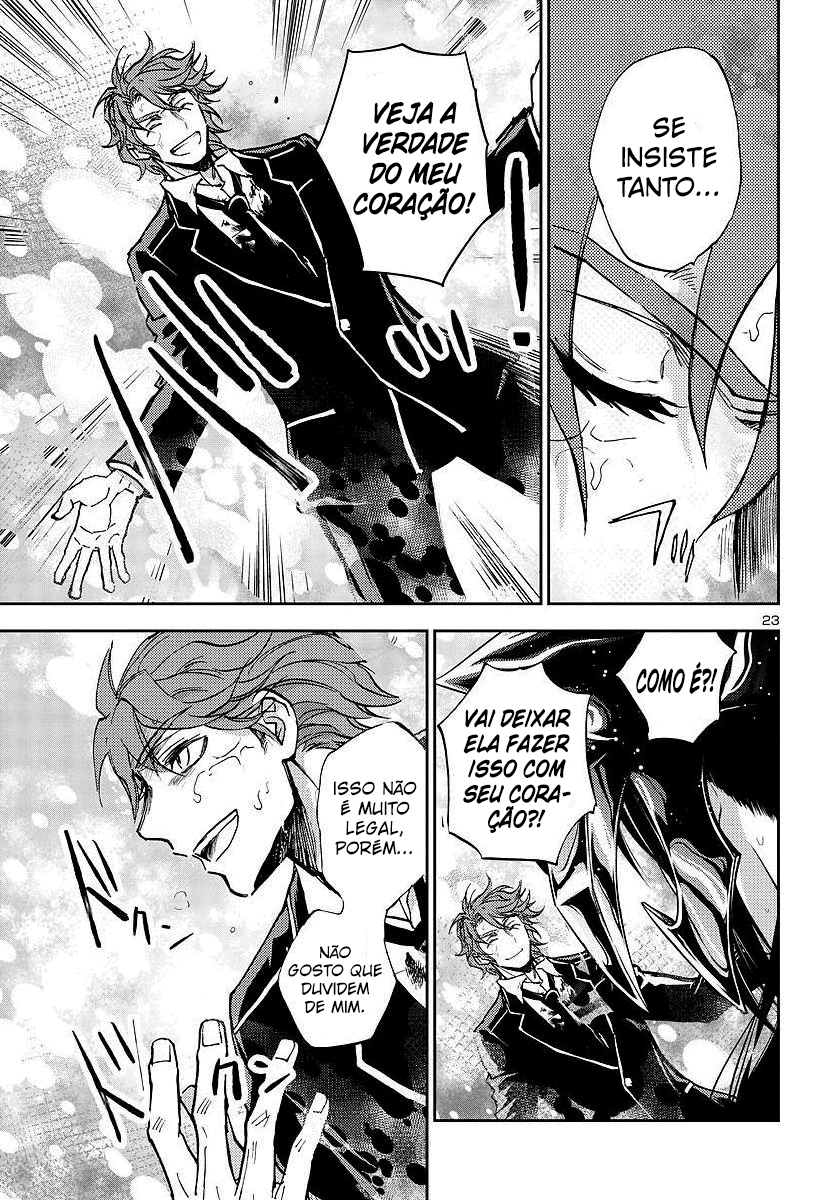 SE
INSISTE
TANTO...
VEJA A
VERDADE
DO MEU
CORAÇÃO!
23
COMO É?!
VAI DEIXAR
ELA FAZER
ISSO COM
SEU CORA-
ÇÃO?!
ISSO NÃO
É MUITO
LEGAL,
PORÉM...
NÃO
GOSTO QUE
DUVIDEM
DE MIM.